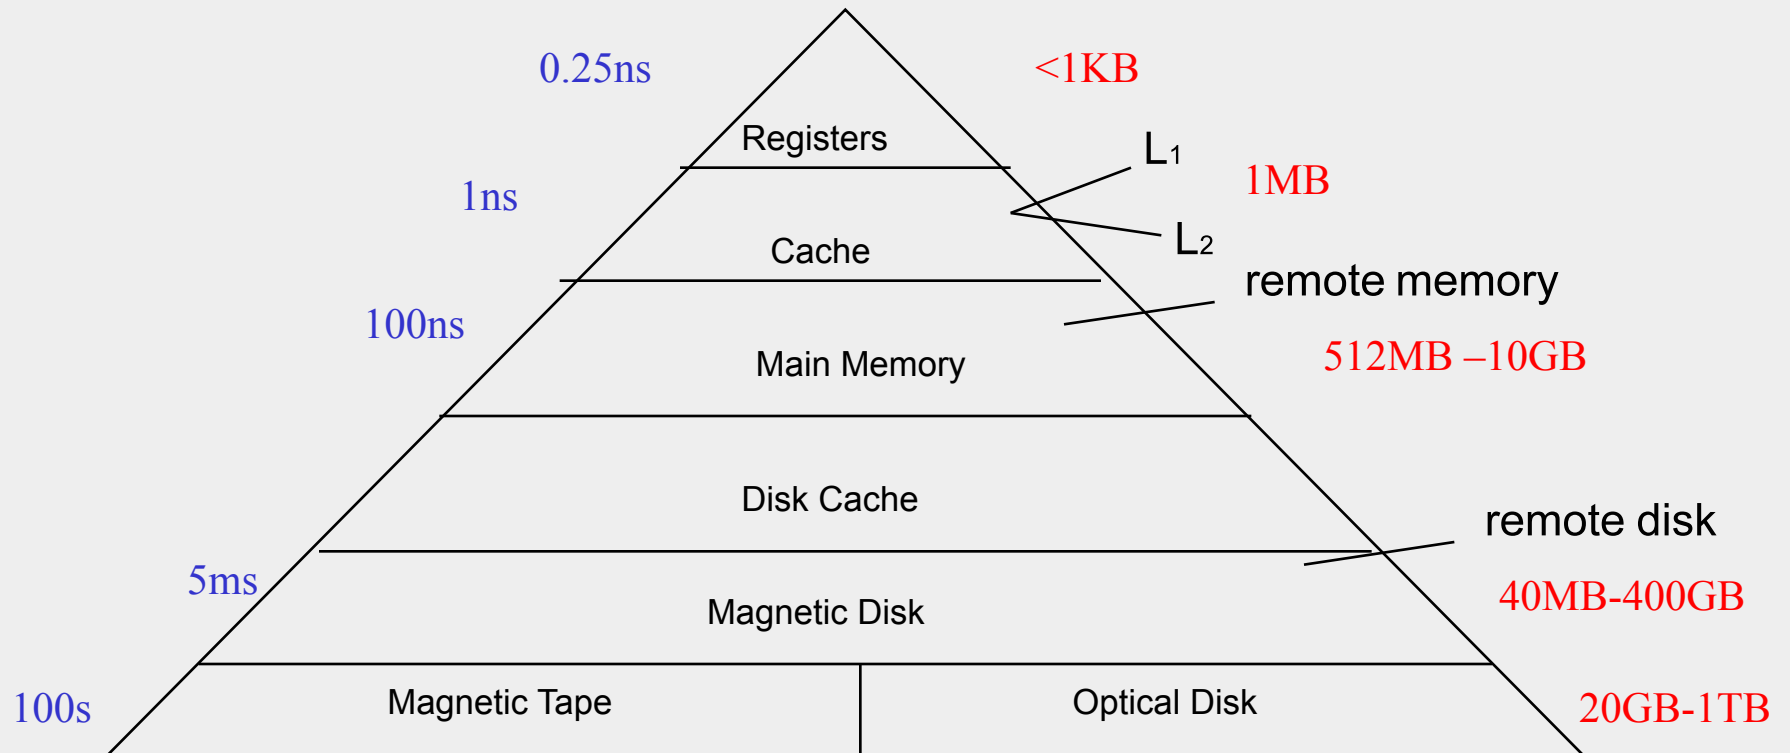 0.25ns
<1KB
Registers
L1
1MB
1ns
L2
Cache
remote memory
100ns
512MB –10GB
Main Memory
Disk Cache
remote disk
5ms
40MB-400GB
Magnetic Disk
100s
Magnetic Tape
Optical Disk
20GB-1TB